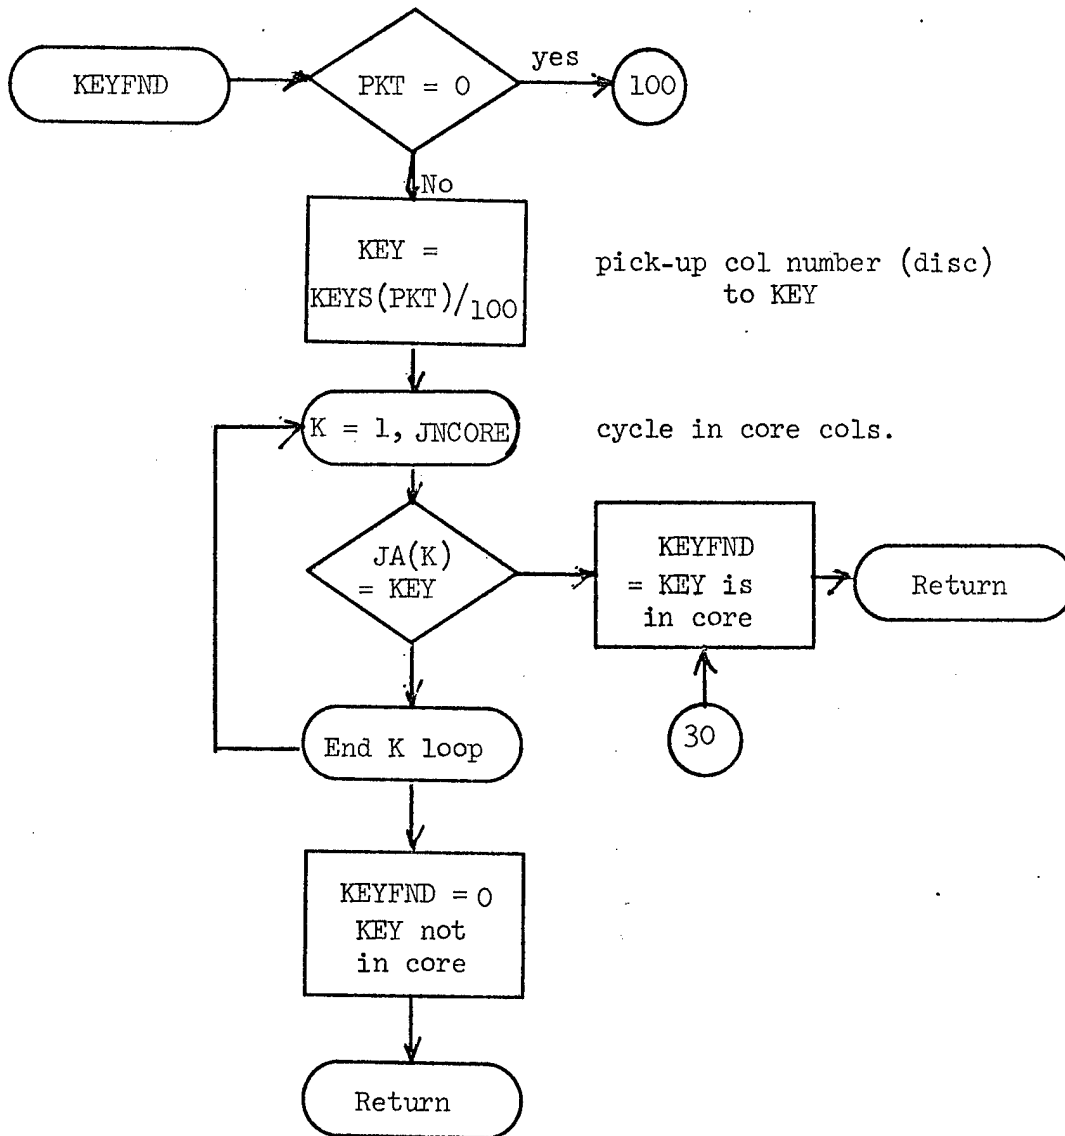 KEYFND
PKT = 0
yes
100
No
KEY =
KEYS(PKT)/100
pick-up col number (disc)
to KEY
K = 1, JNCORE
cycle in core cols.
JA(K)
= KEY
KEYFND
= KEY is
in core
Return
30
End K loop
KEYFND = 0
KEY not
in core
Return